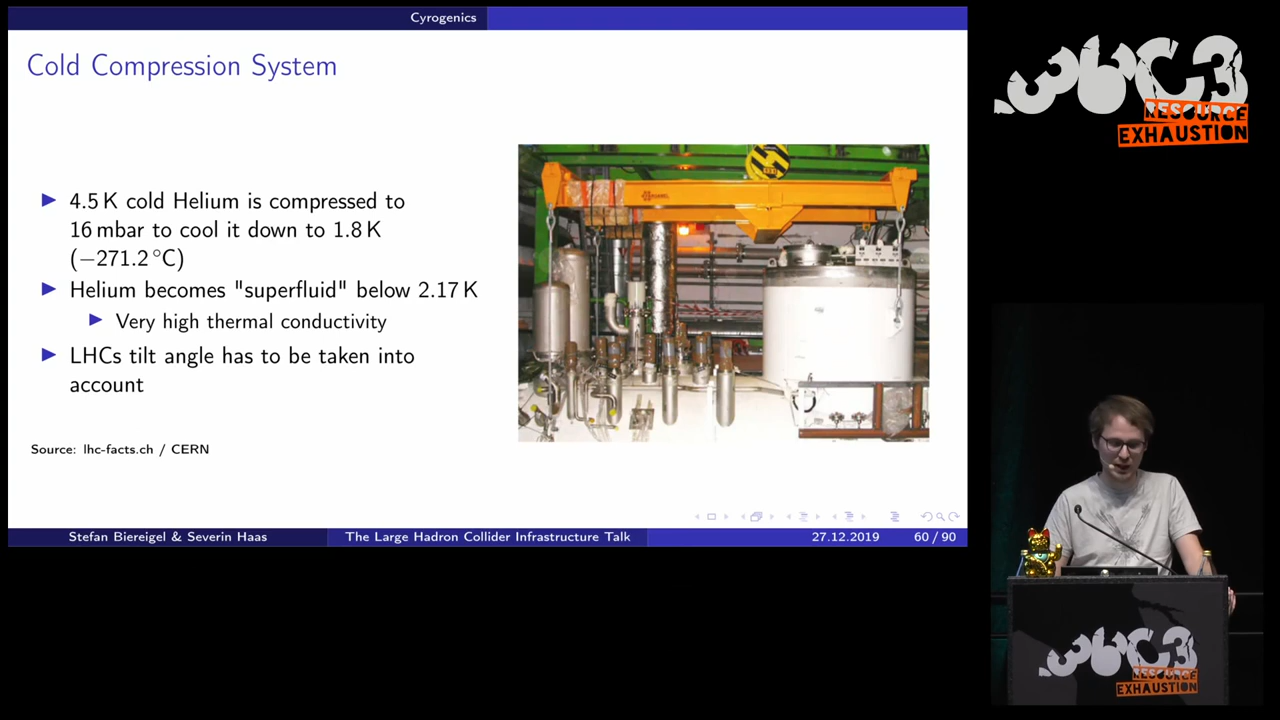 Cyrogenics
Cold Compression System
4.5 K cold Helium is compressed to
16 mbar to cool it down to 1.8 K
(−271.2 °C)
Helium becomes "superfluid" below 2.17 K
Very high thermal conductivity
LHCs tilt angle has to be taken into
account
Source: lhc-facts.ch / CERN
Stefan Biereigel & Severin Haas
The Large Hadron Collider Infrastructure Talk
27.12.2019
60 / 90
36C3
RESOURCE
EXHAUSTION
36C3
RESOURCE
EXHAUSTION